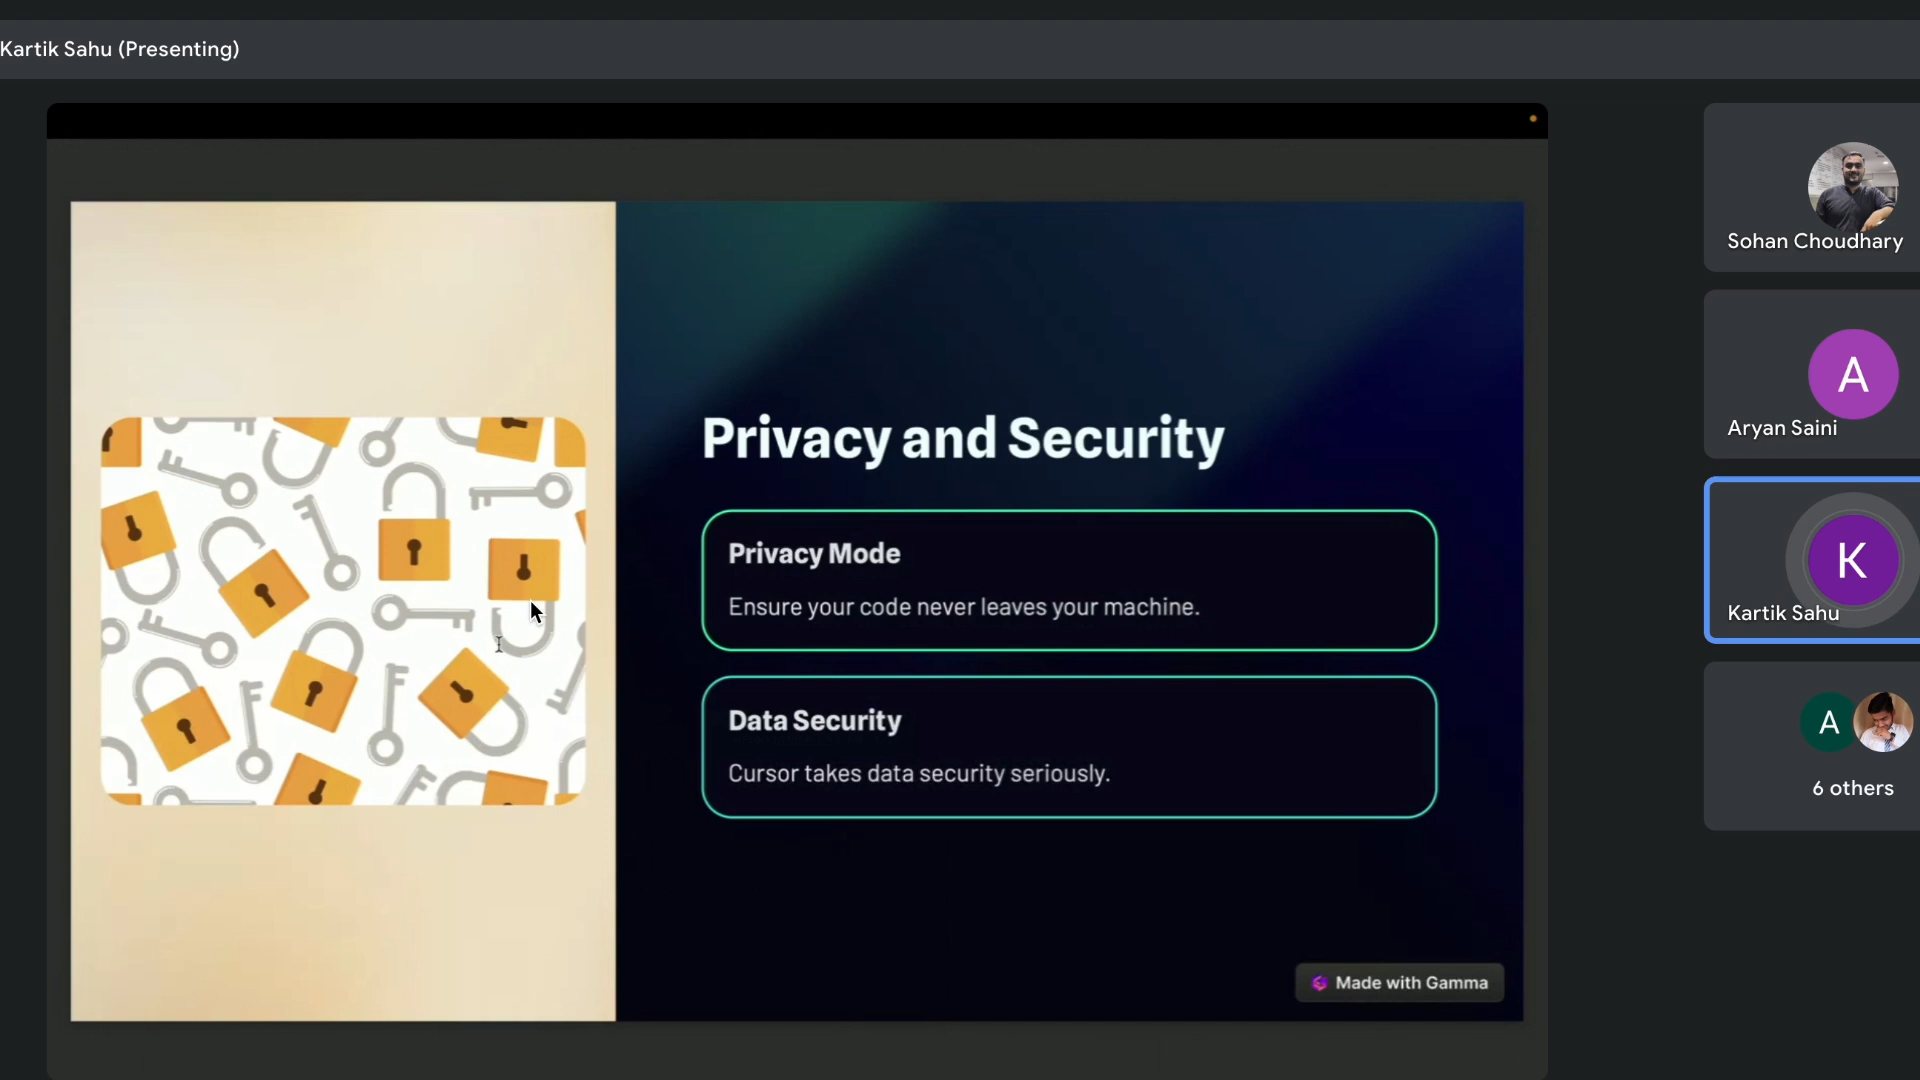 Kartik Sahu (Presenting)
Privacy and Security
Privacy Mode
Ensure your code never leaves your machine.
Data Security
Cursor takes data security seriously.
Made with Gamma
Sohan Choudhary
A
Aryan Saini
K
Kartik Sahu
A
6 others